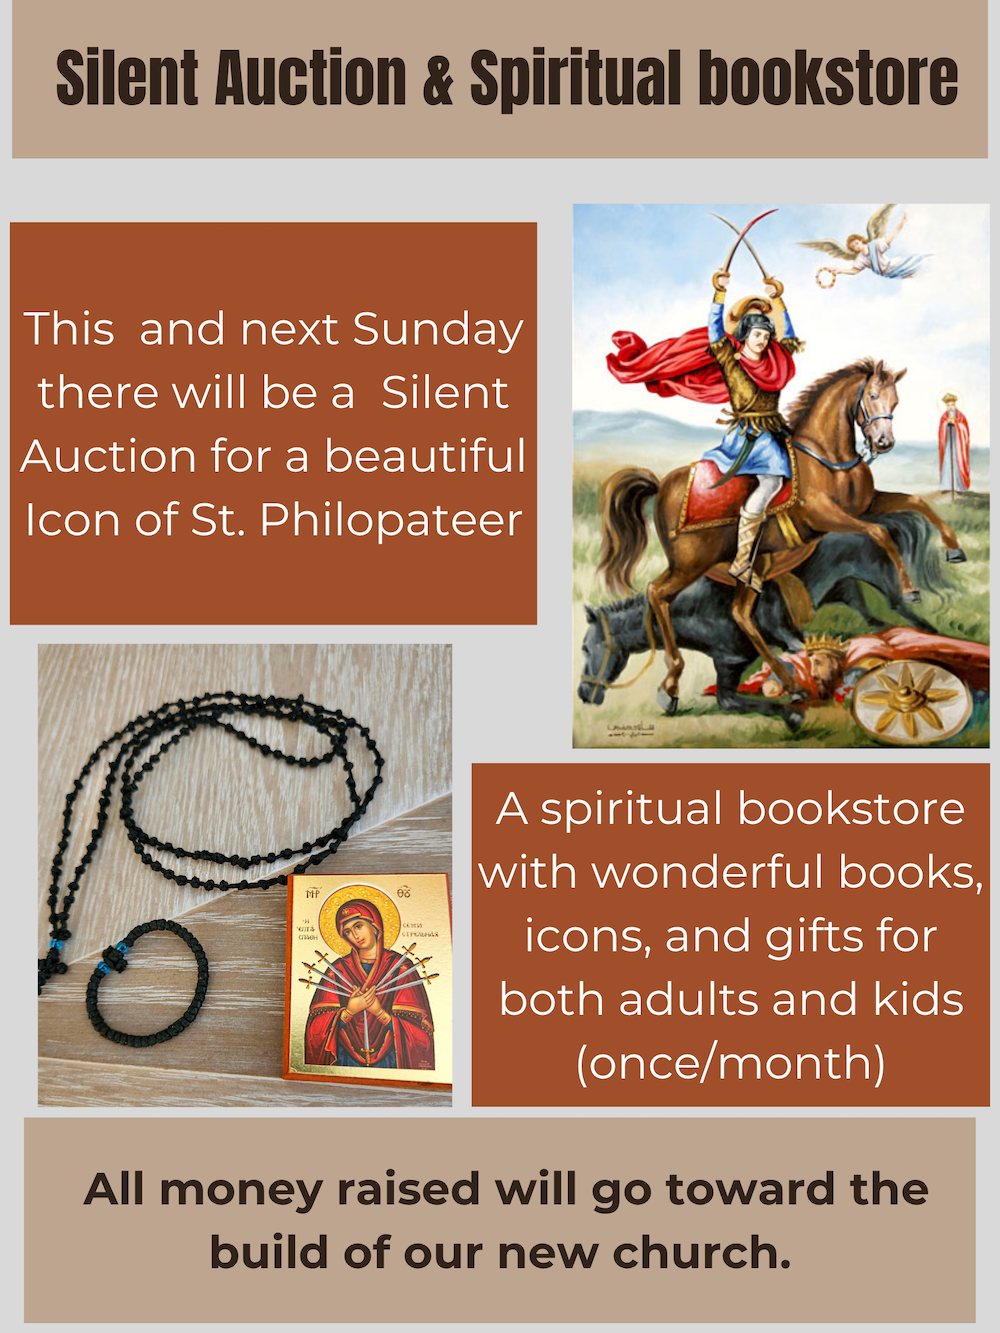 Silent Auction & Spiritual bookstore
This and next Sunday
there will be a Silent
Auction for a beautiful
Icon of St. Philopateer
A spiritual bookstore
with wonderful books,
icons, and gifts for
both adults and kids
(once/month)
ΘΥ
СЕМИ
СТРЕЛЬНАЯ
All money raised will go toward the
build of our new church.